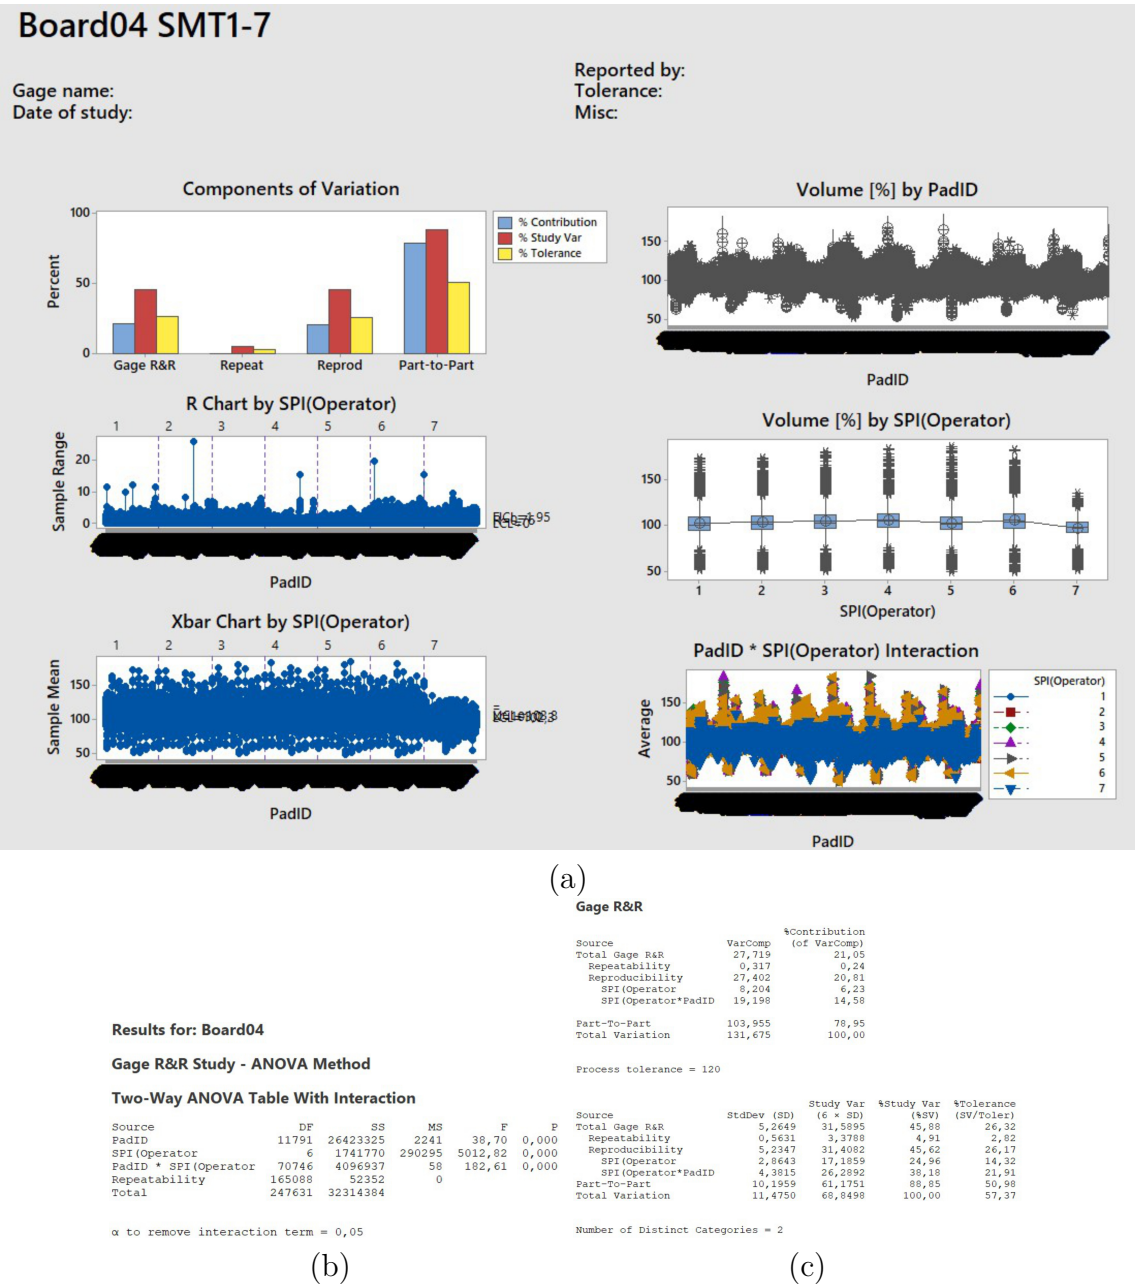 Board04 SMT1-7
Gage name:
Date of study:
Reported by:
Tolerance:
Misc:
Components of Variation
100
50
0
Percent
Gage R&R Repeat Reprod Part-to-Part
% Contribution
% Study Var
% Tolerance
R Chart by SPI(Operator)
1 2 3 4 5 6 7
20
10
0
Sample Range
PadID
Xbar Chart by SPI(Operator)
1 2 3 4 5 6 7
150
100
50
Sample Mean
PadID
Volume [%] by PadID
150
100
50
PadID
Volume [%] by SPI(Operator)
150
100
50
1 2 3 4 5 6 7
SPI(Operator)
PadID * SPI(Operator) Interaction
150
100
50
Average
PadID
SPI(Operator)
1
2
3
4
5
6
7
(a)
Results for: Board04
Gage R&R Study - ANOVA Method
Two-Way ANOVA Table With Interaction
Source DF SS MS F P
PadID 11791 26423325 2241 38,70 0,000
SPI(Operator 6 1741770 290295 5012,82 0,000
PadID * SPI(Operator 70746 4096937 58 182,61 0,000
Repeatability 165088 52352 0
Total 247631 32314384
α to remove interaction term = 0,05
(b)
Gage R&R
%Contribution
Source VarComp (of VarComp)
Total Gage R&R 27,719 21,05
Repeatability 0,317 0,24
Reproducibility 27,402 20,81
SPI(Operator 8,204 6,23
SPI(Operator*PadID 19,198 14,58
Part-To-Part 103,955 78,95
Total Variation 131,675 100,00
Process tolerance = 120
Study Var %Study Var %Tolerance
Source StdDev (SD) (6 × SD) (%SV) (SV/Toler)
Total Gage R&R 5,2649 31,5895 45,88 26,32
Repeatability 0,5631 3,3788 4,91 2,82
Reproducibility 5,2347 31,4082 45,62 26,17
SPI(Operator 2,8643 17,1859 24,96 14,32
SPI(Operator*PadID 4,3815 26,2892 38,18 21,91
Part-To-Part 10,1959 61,1751 88,85 50,98
Total Variation 11,4750 68,8498 100,00 57,37
Number of Distinct Categories = 2
(c)